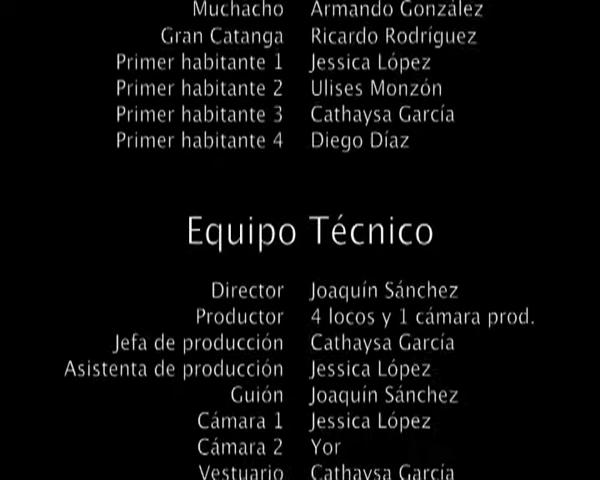 Muchacho Armando González
Gran Catanga Ricardo Rodríguez
Primer habitante 1 Jessica López
Primer habitante 2 Ulises Monzón
Primer habitante 3 Cathaysa García
Primer habitante 4 Diego Díaz
Equipo Técnico
Director Joaquín Sánchez
Productor 4 locos y 1 cámara prod.
Jefa de producción Cathaysa García
Asistenta de producción Jessica López
Guión Joaquín Sánchez
Cámara 1 Jessica López
Cámara 2 Yor
Vestuario Cathaysa García